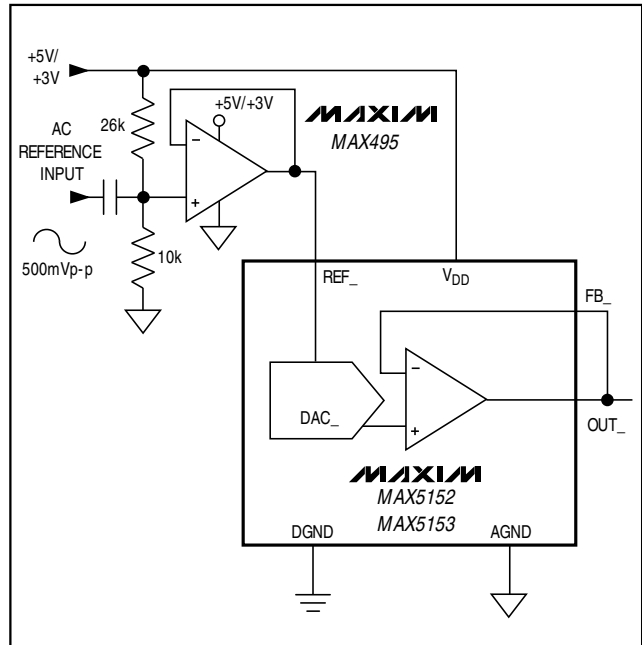 +5V/
+3V
26k
+5V/+3V
MAXIM
MAX495
AC
REFERENCE
INPUT
–
+
500mVp-p
10k
REF_
VDD
FB_
DAC_
–
+
OUT_
MAXIM
MAX5152
MAX5153
DGND
AGND